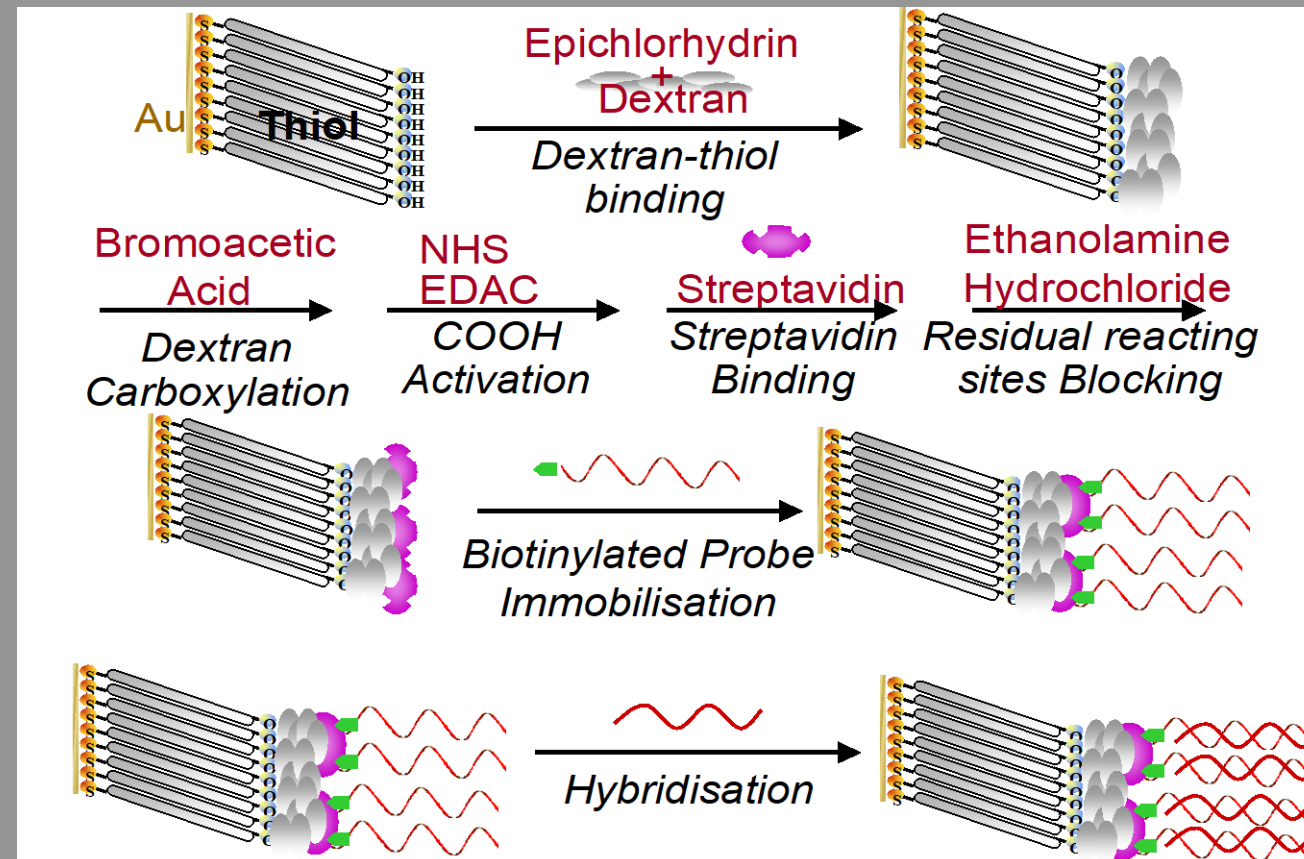 Epichlorhydrin
+
Dextran
Dextran-thiol
binding
Au
Thiol
S
S
S
S
S
S
S
S
OH
OH
OH
OH
OH
OH
OH
OH
OH
S
S
S
S
S
S
S
S
O
O
O
O
O
O
O
O
O
Bromoacetic
Acid
Dextran
Carboxylation
NHS
EDAC
COOH
Activation
Streptavidin
Streptavidin
Binding
Ethanolamine
Hydrochloride
Residual reacting
sites Blocking
S
S
S
S
S
S
S
S
O
O
O
O
O
O
O
O
O
Biotinylated Probe
Immobilisation
S
S
S
S
S
S
S
S
O
O
O
O
O
O
O
O
O
S
S
S
S
S
S
S
S
O
O
O
O
O
O
O
O
O
Hybridisation
S
S
S
S
S
S
S
S
O
O
O
O
O
O
O
O
O